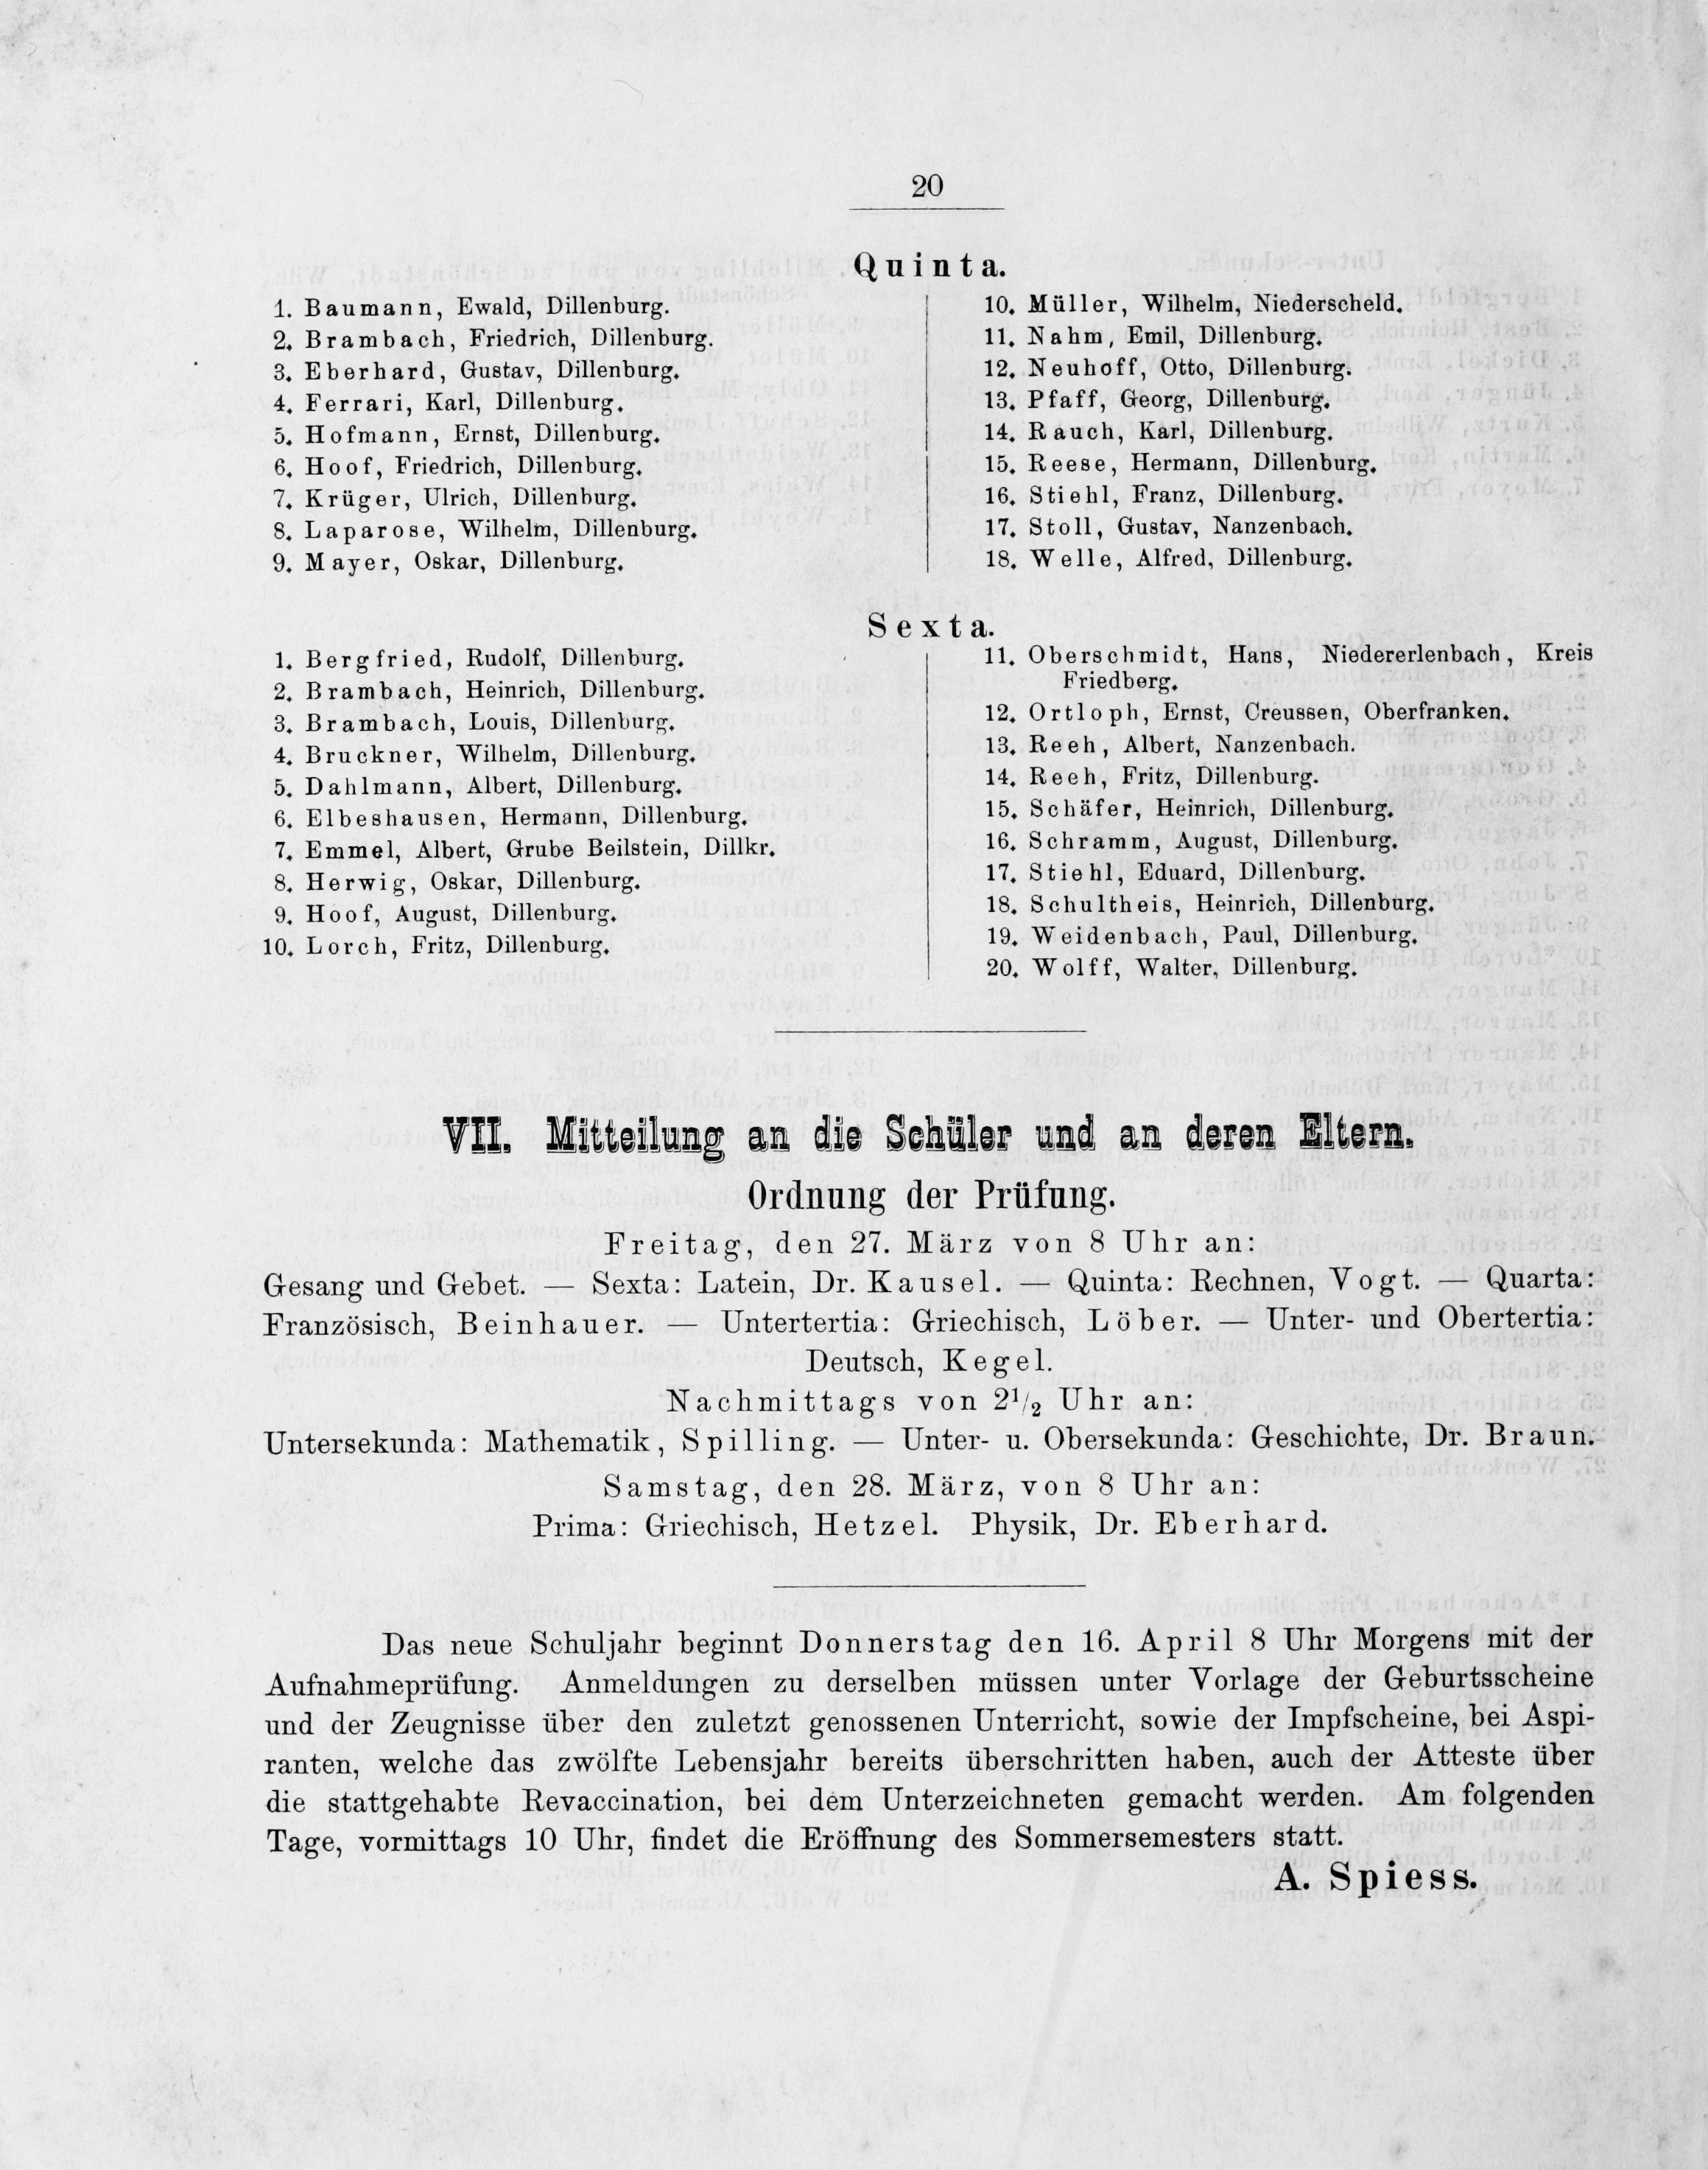 20
Quinta.
1. Baumann, Ewald, Dillenburg.
2. Brambach, Friedrich, Dillenburg.
3. Eberhard, Gustav, Dillenburg.
4. Ferrari, Karl, Dillenburg.
5. Hofmann, Ernst, Dillenburg.
6. Hoof, Friedrich, Dillenburg.
7. Krüger, Ulrich, Dillenburg.
8. Laparose, Wilhelm, Dillenburg.
9. Mayer, Oskar, Dillenburg.
10. Müller, Wilhelm, Niederscheld.
11. Nahm, Emil, Dillenburg.
12. Neuhoff, Otto, Dillenburg.
13. Pfaff, Georg, Dillenburg.
14. Rauch, Karl, Dillenburg.
15. Reese, Hermann, Dillenburg.
16. Stiehl, Franz, Dillenburg.
17. Stoll, Gustav, Nanzenbach.
18. Welle, Alfred, Dillenburg.
Sexta.
1. Bergfried, Rudolf, Dillenburg.
2. Brambach, Heinrich, Dillenburg.
3. Brambach, Louis, Dillenburg.
4. Bruckner, Wilhelm, Dillenburg.
5. Dahlmann, Albert, Dillenburg.
6. Elbeshausen, Hermann, Dillenburg.
7. Emmel, Albert, Grube Beilstein, Dillkr.
8. Herwig, Oskar, Dillenburg.
9. Hoof, August, Dillenburg.
10. Lorch, Fritz, Dillenburg.
11. Oberschmidt, Hans, Niedererlenbach, Kreis
Friedberg.
12. Ortloph, Ernst, Creussen, Oberfranken.
13. Reeh, Albert, Nanzenbach.
14. Reeh, Fritz, Dillenburg.
15. Schäfer, Heinrich, Dillenburg.
16. Schramm, August, Dillenburg.
17. Stiehl, Eduard, Dillenburg.
18. Schultheis, Heinrich, Dillenburg.
19. Weidenbach, Paul, Dillenburg.
20. Wolff, Walter, Dillenburg.
VII. Mitteilung an die Schüler und an deren Eltern.
Ordnung der Prüfung.
Freitag, den 27. März von 8 Uhr an:
Gesang und Gebet. — Sexta: Latein, Dr. Kausel. — Quinta: Rechnen, Vogt. — Quarta:
Französisch, Beinhauer. — Untertertia: Griechisch, Löber. — Unter- und Obertertia:
Deutsch, Kegel.
Nachmittags von 2½ Uhr an:
Untersekunda: Mathematik, Spilling. — Unter- u. Obersekunda: Geschichte, Dr. Braun.
Samstag, den 28. März, von 8 Uhr an:
Prima: Griechisch, Hetzel. Physik, Dr. Eberhard.
Das neue Schuljahr beginnt Donnerstag den 16. April 8 Uhr Morgens mit der
Aufnahmeprüfung. Anmeldungen zu derselben müssen unter Vorlage der Geburtsscheine
und der Zeugnisse über den zuletzt genossenen Unterricht, sowie der Impfscheine, bei Aspi-
ranten, welche das zwölfte Lebensjahr bereits überschritten haben, auch der Atteste über
die stattgehabte Revaccination, bei dem Unterzeichneten gemacht werden. Am folgenden
Tage, vormittags 10 Uhr, findet die Eröffnung des Sommersemesters statt.
A. Spiess.